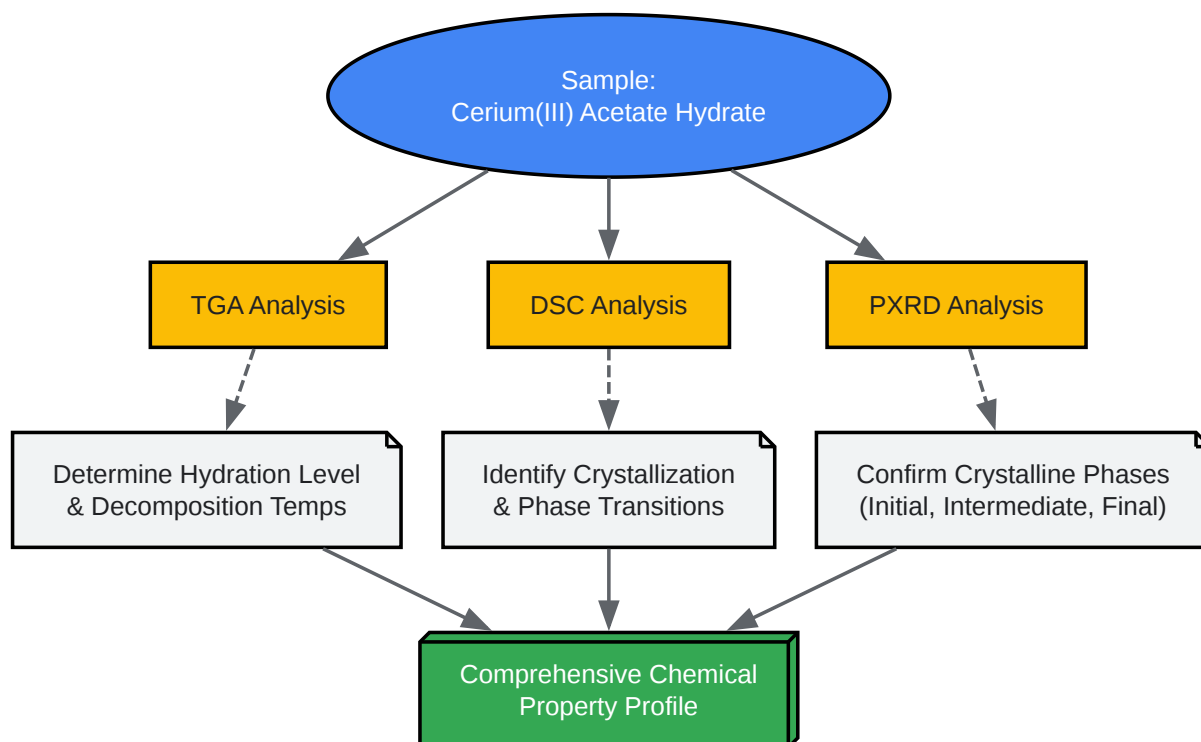 Sample:
Cerium(III) Acetate Hydrate
TGA Analysis
DSC Analysis
PXRD Analysis
Determine Hydration Level
& Decomposition Temps
Identify Crystallization
& Phase Transitions
Confirm Crystalline Phases
(Initial, Intermediate, Final)
Comprehensive Chemical
Property Profile